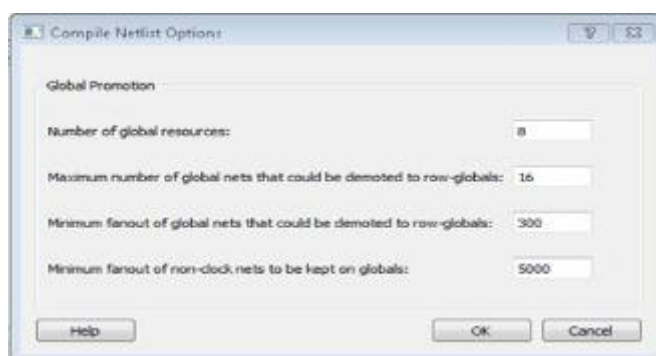 Compile Netlist Options
Global Promotion
Number of global resources: 8
Maximum number of global nets that could be demoted to row-globals: 16
Minimum fanout of global nets that could be demoted to row-globals: 300
Minimum fanout of non-clock nets to be kept on globals: 5000
Help OK Cancel